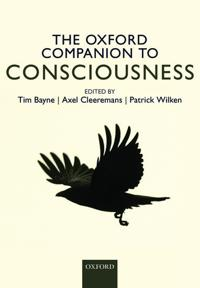 THE OXFORD
COMPANION TO
CONSCIOUSNESS
EDITED BY
Tim Bayne | Axel Cleeremans | Patrick Wilken
OXFORD